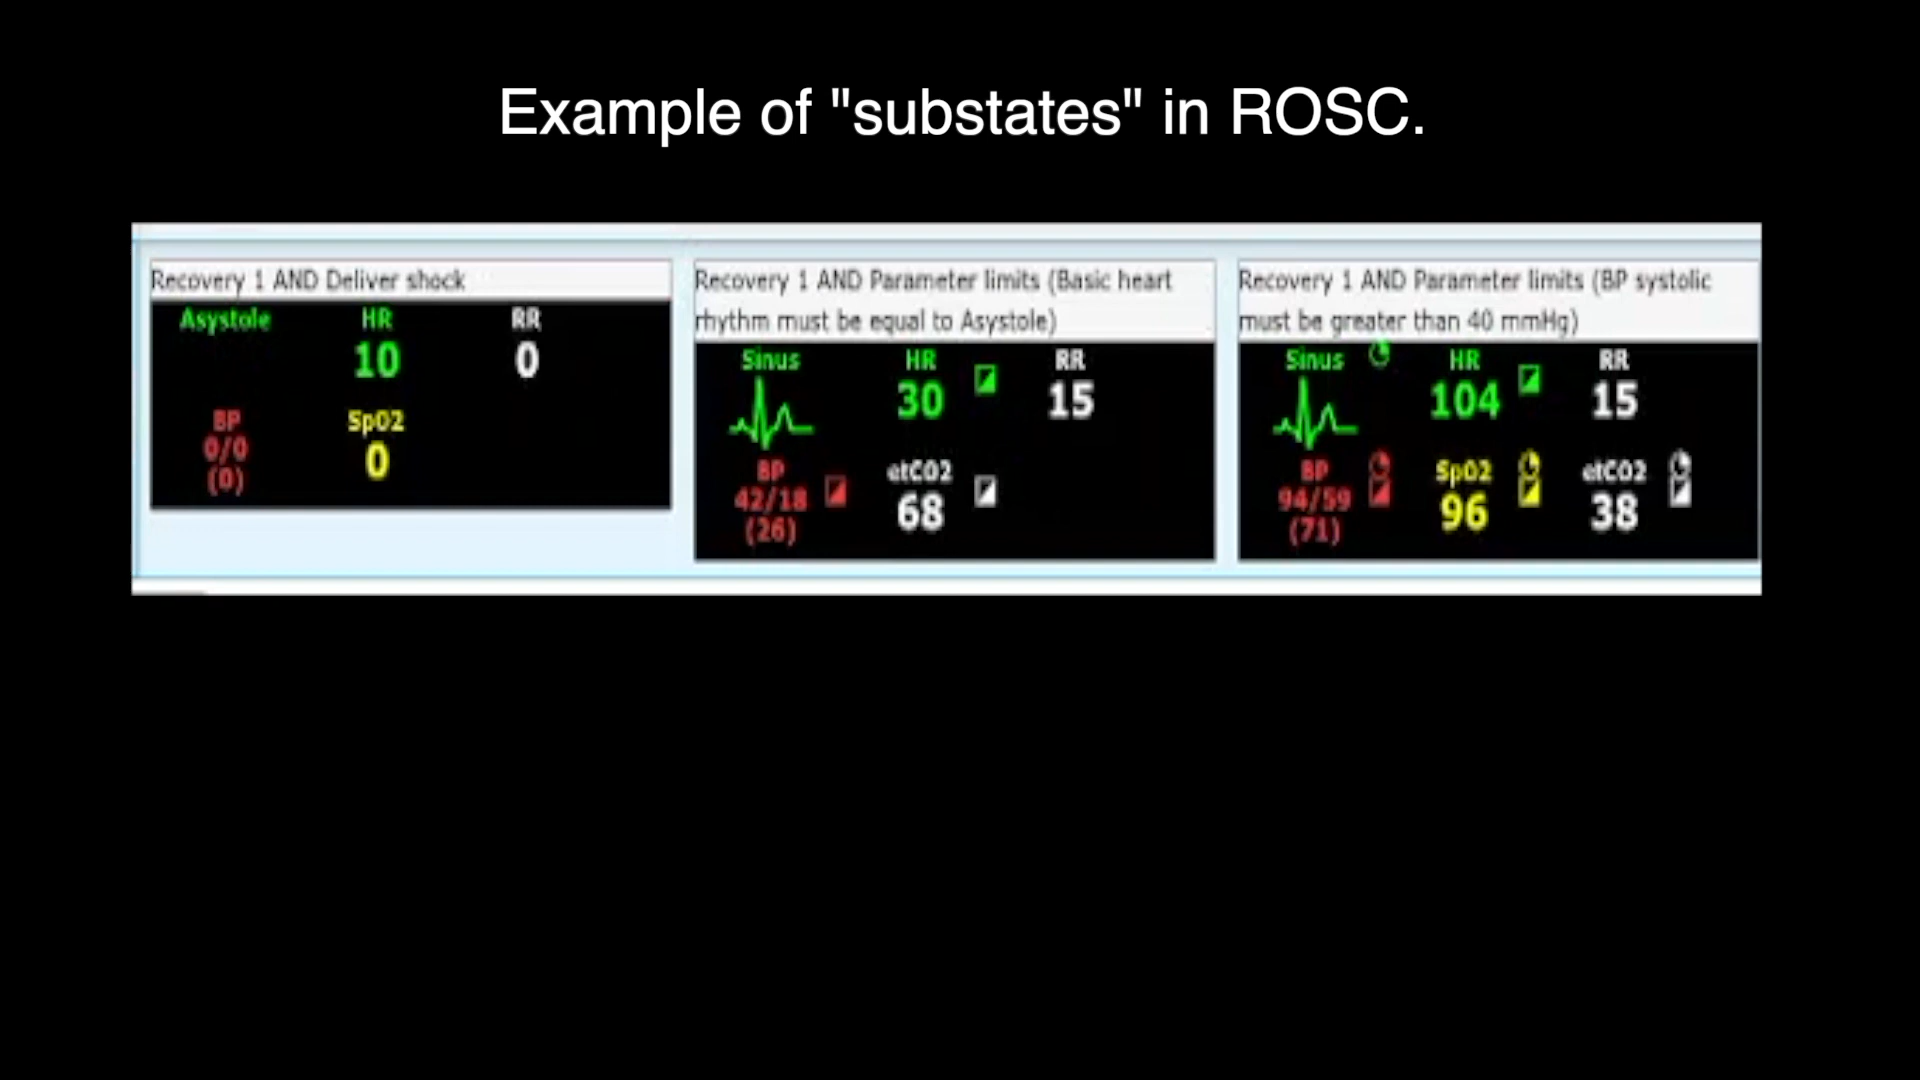 Example of "substates" in ROSC.
Recovery 1 AND Deliver shock
Asystole HR RR
10 0
BP SpO2
0/0
(0) 0
Recovery 1 AND Parameter limits (Basic heart
rhythm must be equal to Asystole)
Sinus HR RR
30 15
BP etCO2
42/18 68
(26)
Recovery 1 AND Parameter limits (BP systolic
must be greater than 40 mmHg)
Sinus HR RR
104 15
BP SpO2 etCO2
94/59 96 38
(71)